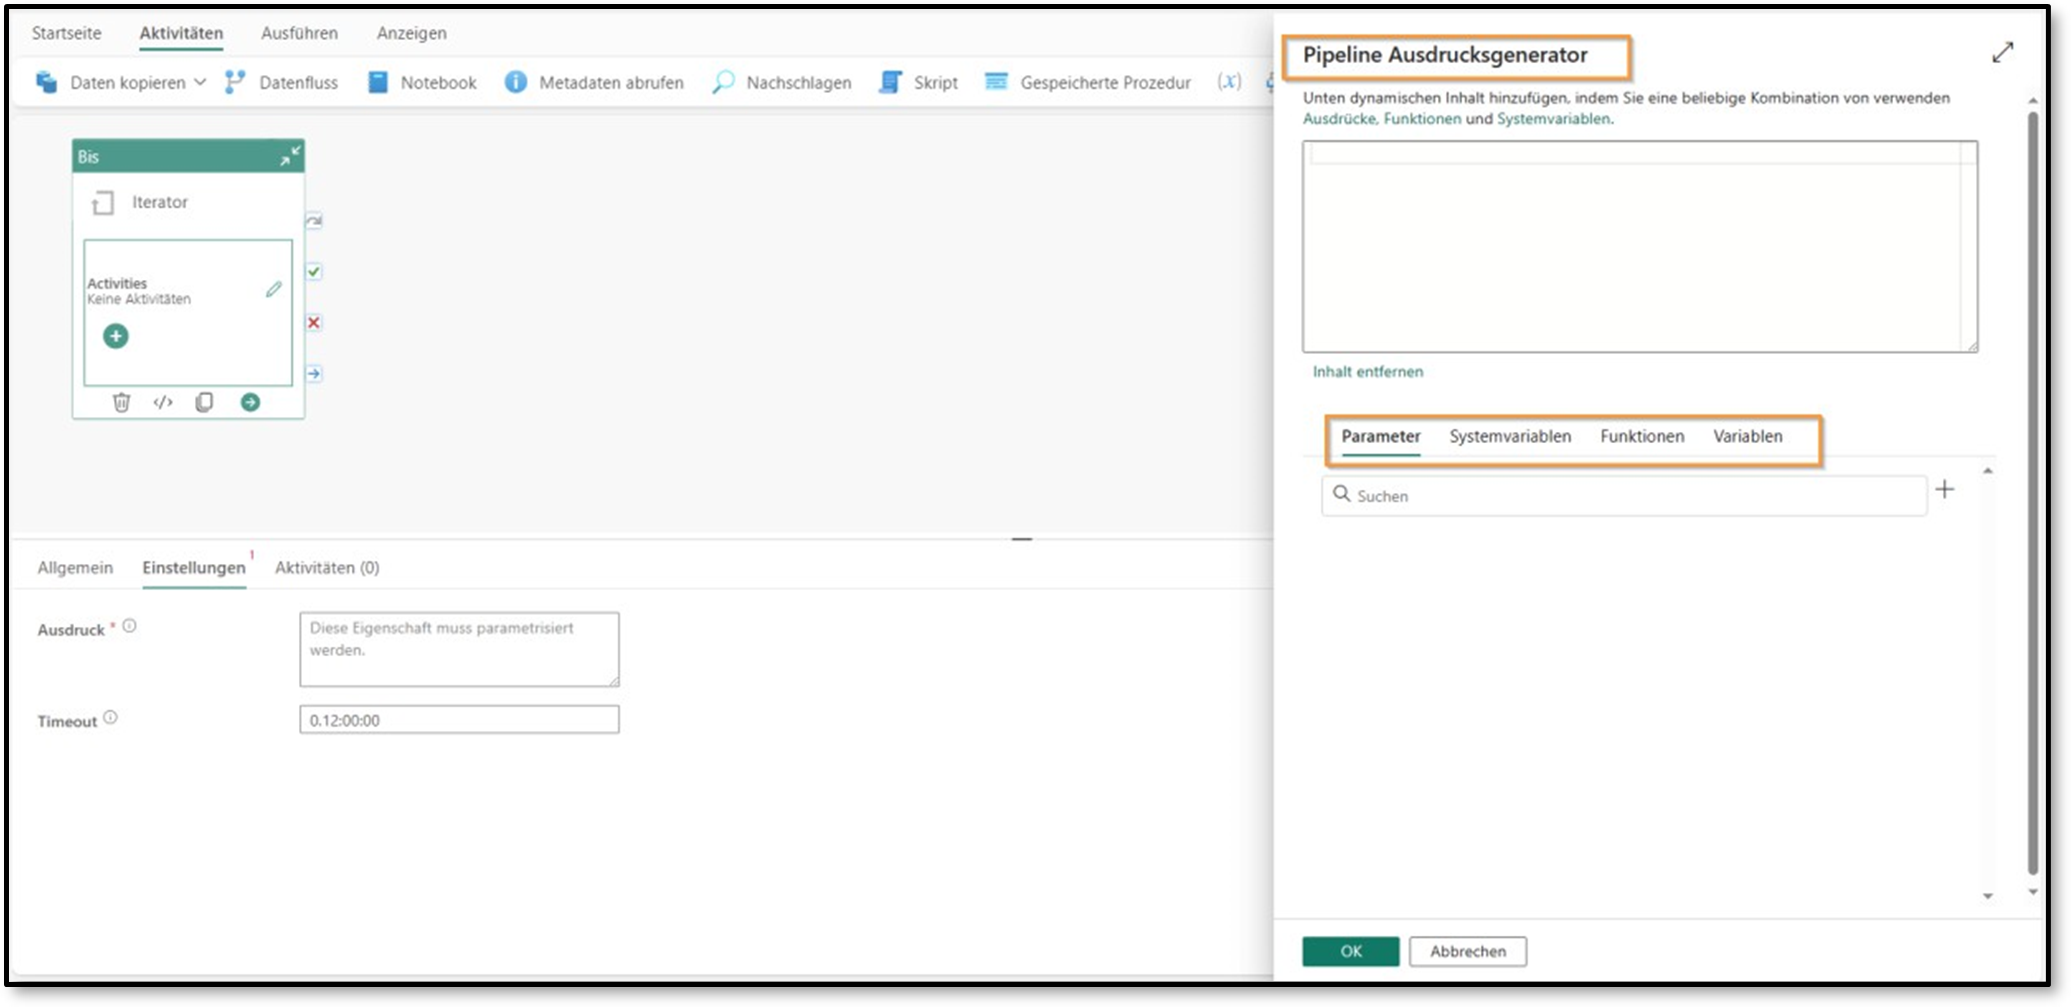 Startseite Aktivitäten Ausführen Anzeigen
Daten kopieren Datenfluss Notebook Metadaten abrufen Nachschlagen Skript Gespeicherte Prozedur (x)
Bis
Iterator
Activities
Keine Aktivitäten
</>
Allgemein Einstellungen 1 Aktivitäten (0)
Ausdruck *
Diese Eigenschaft muss parametrisiert
werden.
Timeout
0.12:00:00
Pipeline Ausdrucksgenerator
Unten dynamischen Inhalt hinzufügen, indem Sie eine beliebige Kombination von verwenden
Ausdrücke, Funktionen und Systemvariablen.
Inhalt entfernen
Parameter Systemvariablen Funktionen Variablen
Suchen
OK Abbrechen